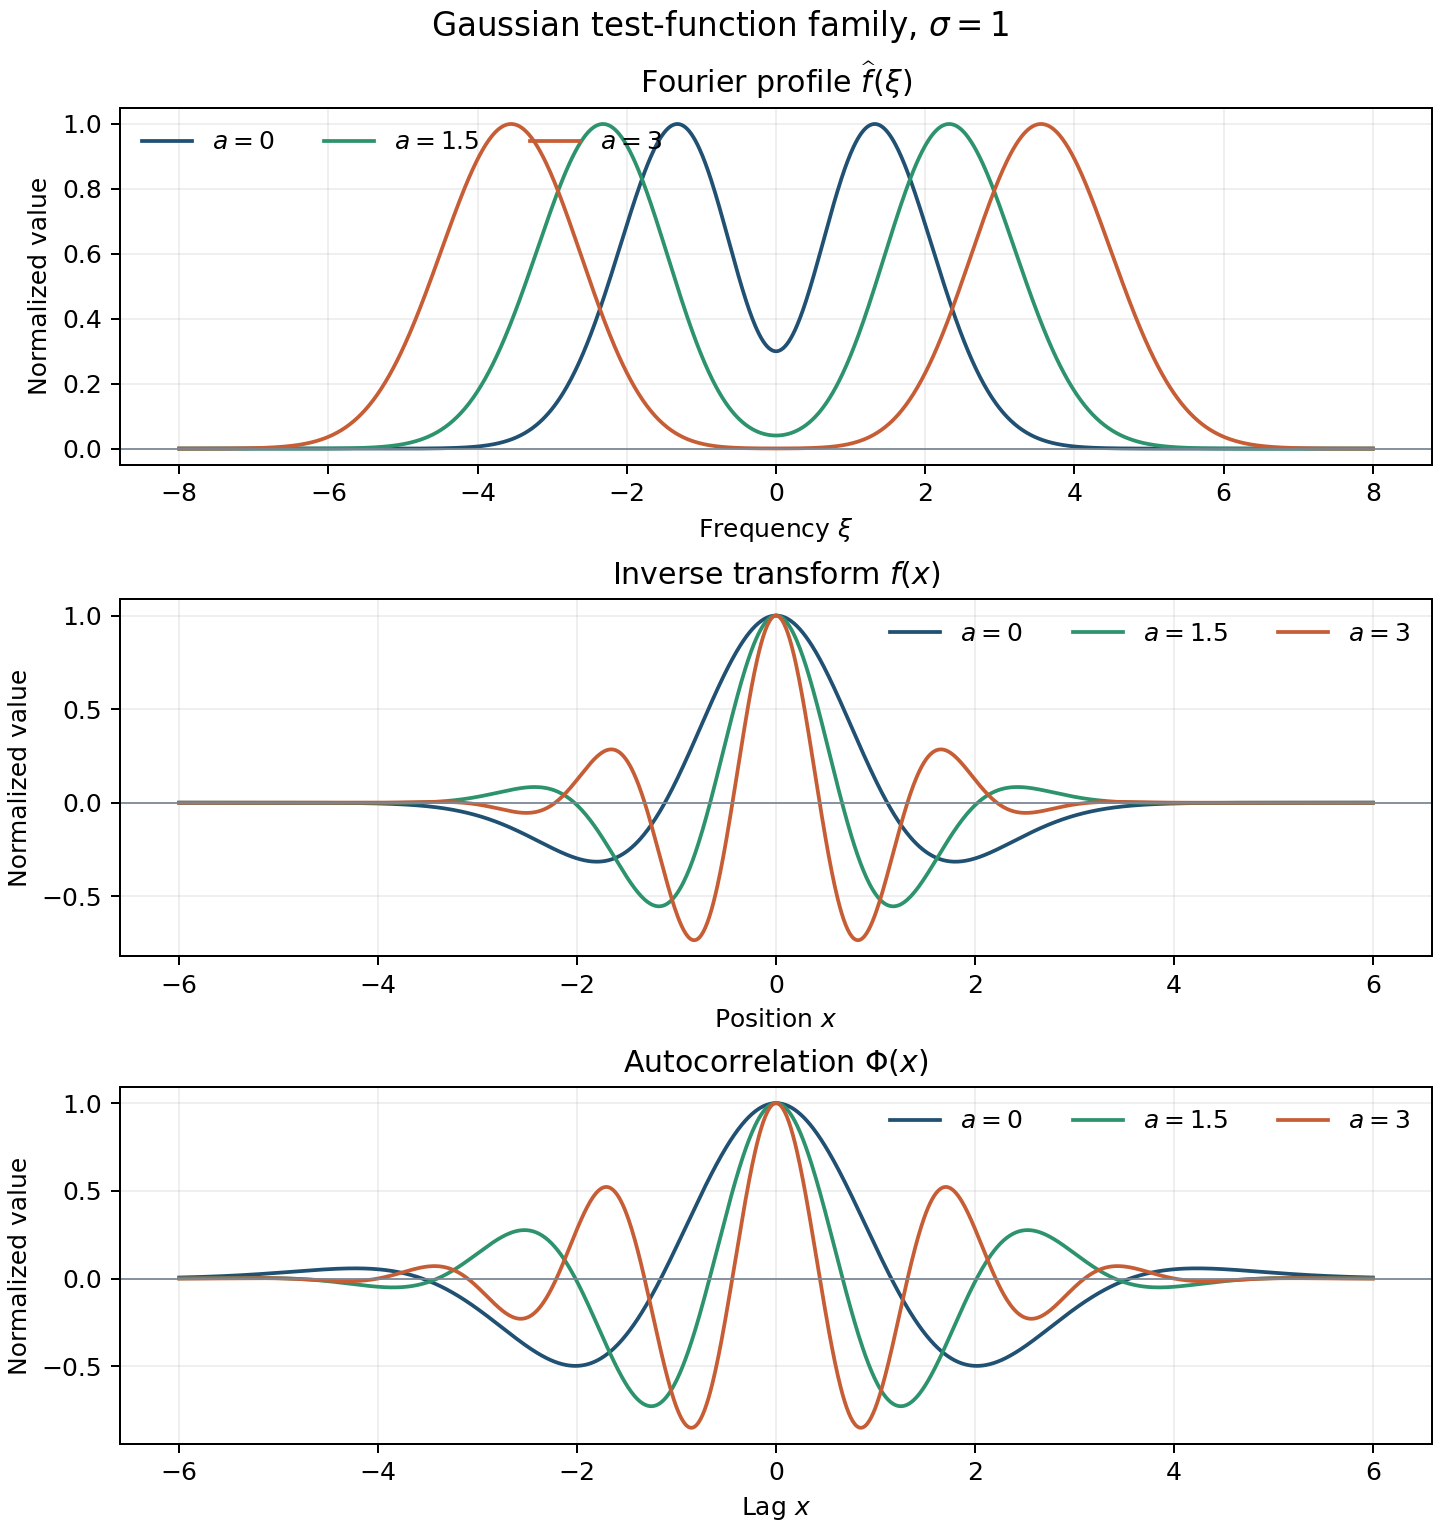 Gaussian test-function family, σ = 1
Fourier profile f̂(ξ)
a = 0 a = 1.5 a = 3
Normalized value
1.0
0.8
0.6
0.4
0.2
0.0
−8 −6 −4 −2 0 2 4 6 8
Frequency ξ
Inverse transform f(x)
a = 0 a = 1.5 a = 3
Normalized value
1.0
0.5
0.0
−0.5
−6 −4 −2 0 2 4 6
Position x
Autocorrelation Φ(x)
a = 0 a = 1.5 a = 3
Normalized value
1.0
0.5
0.0
−0.5
−6 −4 −2 0 2 4 6
Lag x